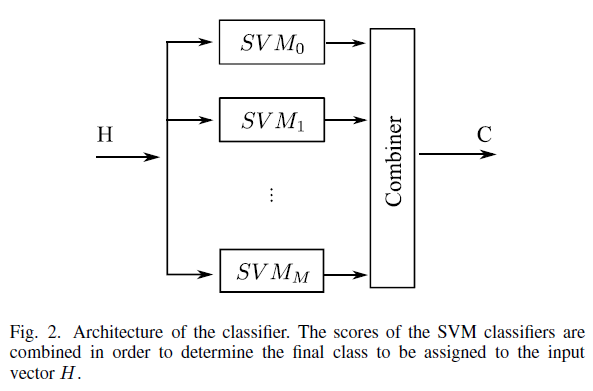 SVM₀
H
SVM₁
C
Combiner
⋮
SVM_M
Fig. 2. Architecture of the classifier. The scores of the SVM classifiers are
combined in order to determine the final class to be assigned to the input
vector H.